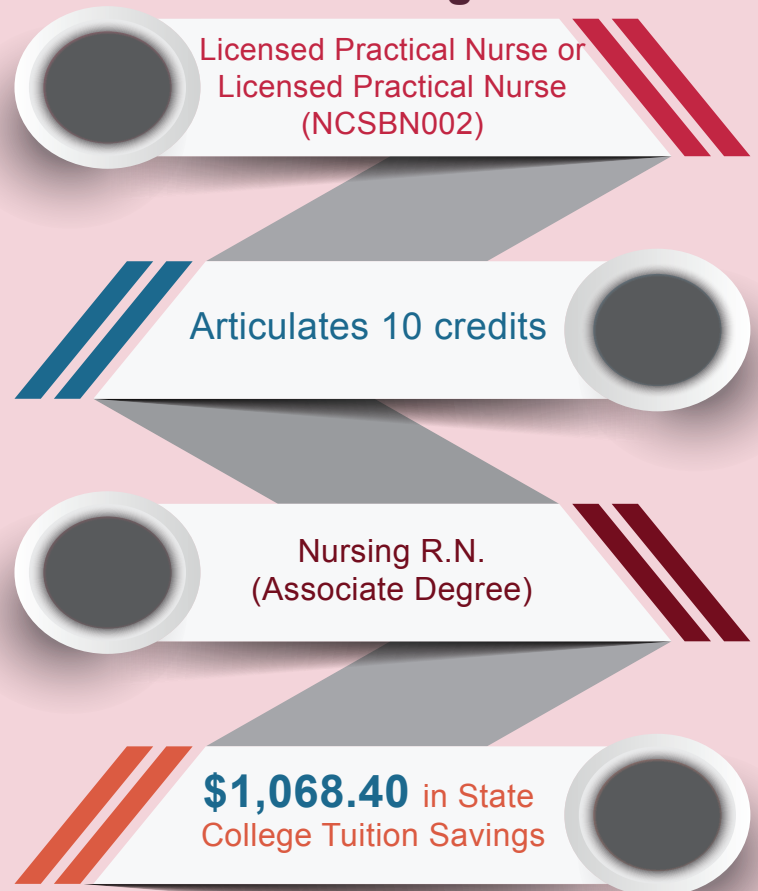 Licensed Practical Nurse or
Licensed Practical Nurse
(NCSBN002)
Articulates 10 credits
Nursing R.N.
(Associate Degree)
$1,068.40 in State
College Tuition Savings